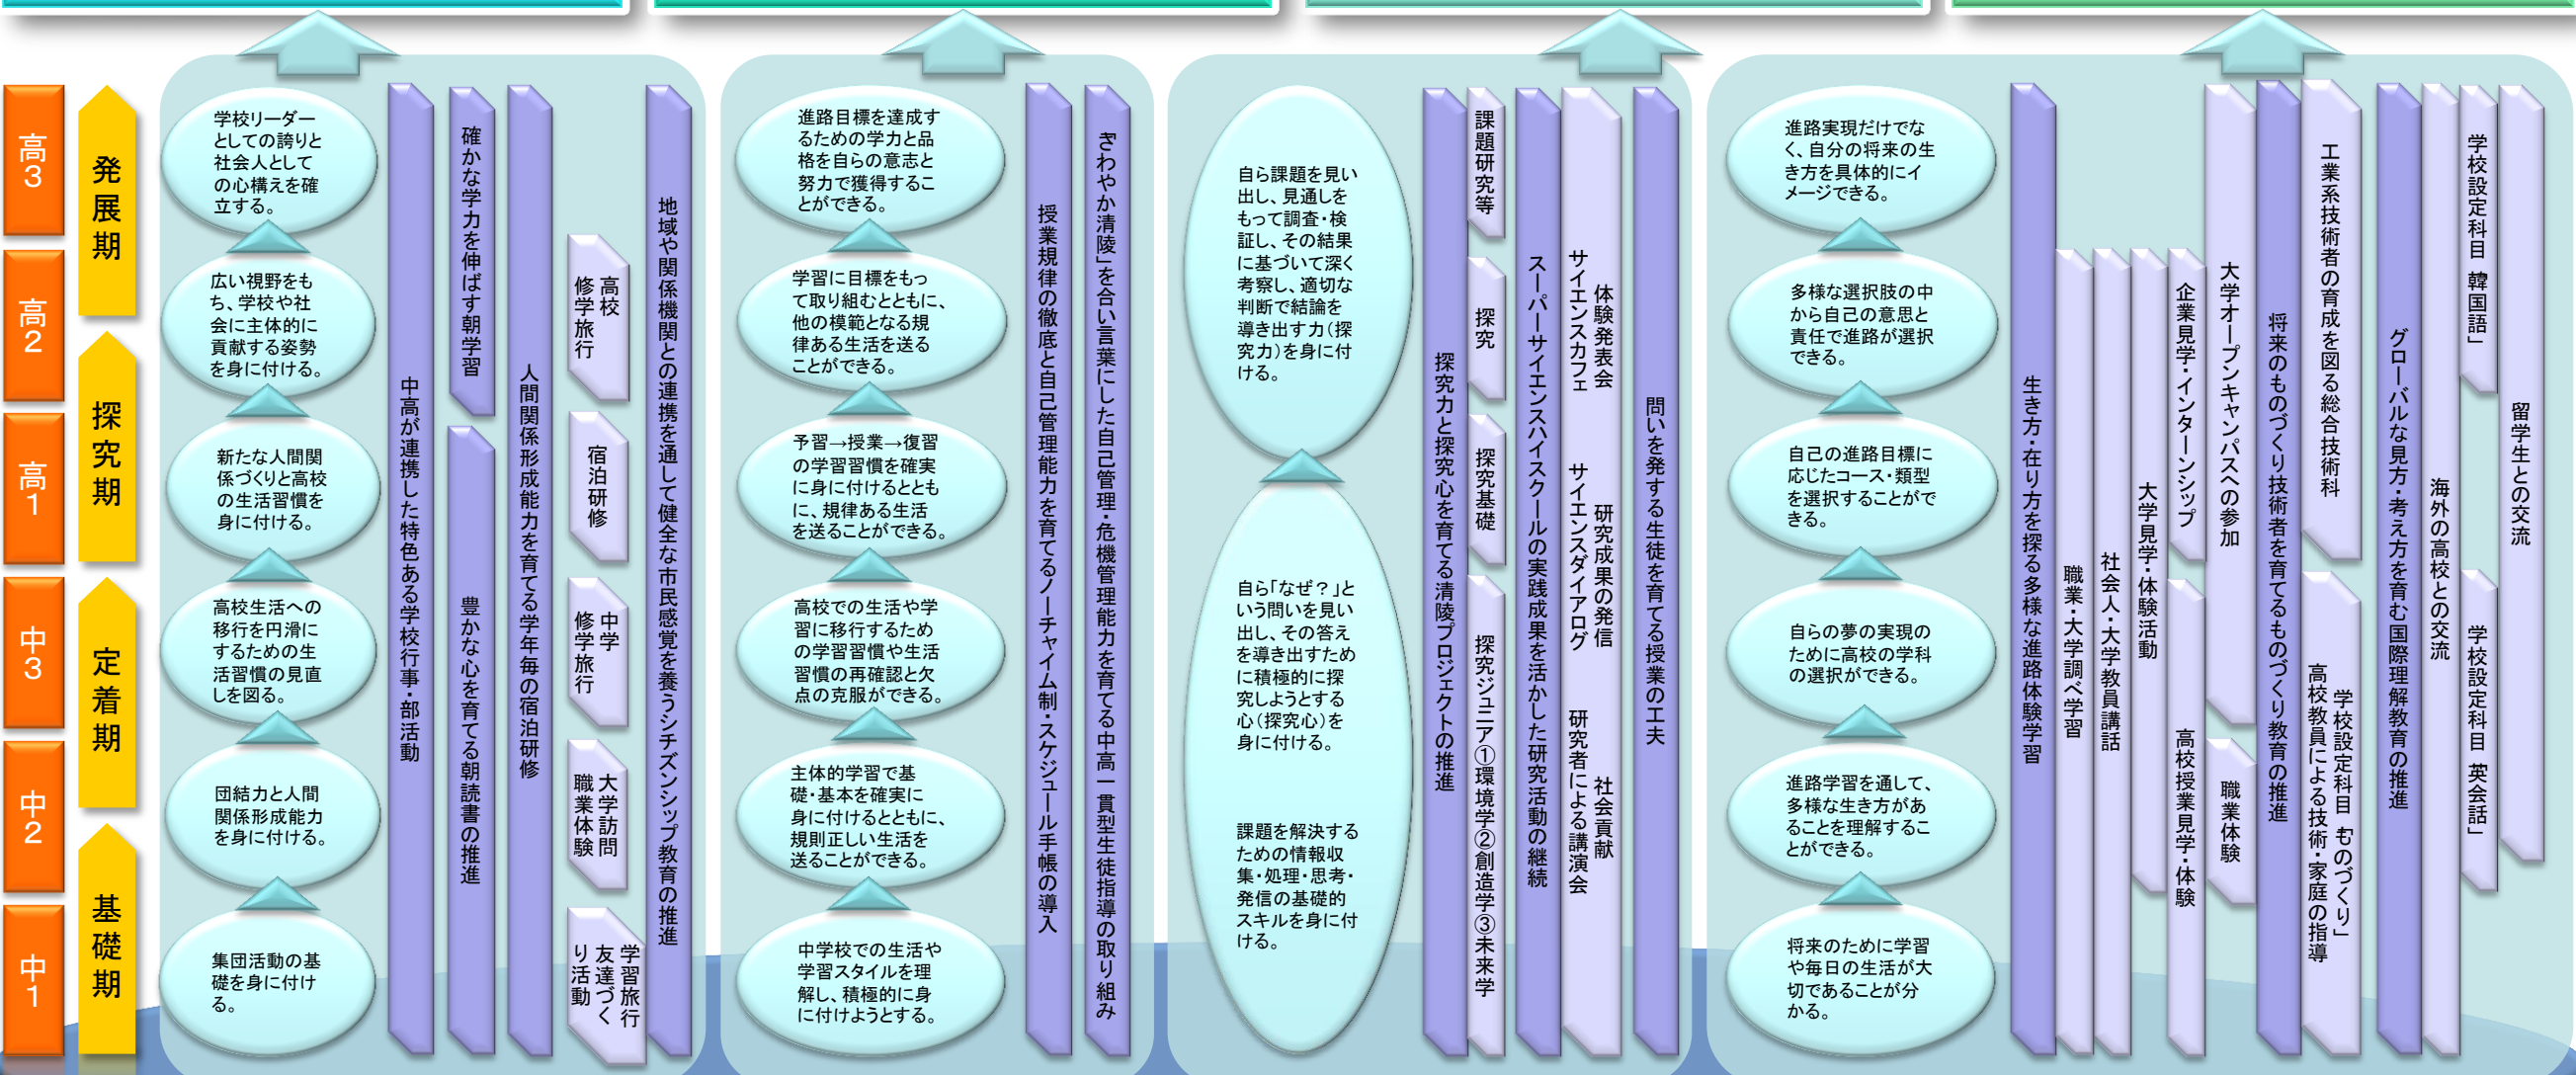 高3
高2
高1
中3
中2
中1
発展期
探究期
定着期
基礎期
学校リーダー
としての誇りと
社会人として
の心構えを確
立する。
広い視野をも
ち、学校や社
会に主体的に
貢献する姿勢
を身に付ける。
新たな人間関
係づくりと高校
の生活習慣を
身に付ける。
高校生活への
移行を円滑に
するための生
活習慣の見直
しを図る。
団結力と人間
関係形成能力
を身に付ける。
集団活動の基
礎を身に付け
る。
中高が連携した特色ある学校行事・部活動
確かな学力を伸ばす朝学習
豊かな心を育てる朝読書の推進
人間関係形成能力を育てる学年毎の宿泊研修
高校
修学旅行
宿泊研修
中学
修学旅行
大学訪問
職業体験
学習旅行
友達づく
り活動
地域や関係機関との連携を通して健全な市民感覚を養うシチズンシップ教育の推進
進路目標を達成す
るための学力と品
格を自らの意志と
努力で獲得するこ
とができる。
学習に目標をもっ
て取り組むとともに、
他の模範となる規
律ある生活を送る
ことができる。
予習→授業→復習
の学習習慣を確実
に身に付けるととも
に、規律ある生活
を送ることができる。
高校での生活や学
習に移行するため
の学習習慣や生活
習慣の再確認と欠
点の克服ができる。
主体的学習で基
礎・基本を確実に
身に付けるとともに、
規則正しい生活を
送ることができる。
中学校での生活や
学習スタイルを理
解し、積極的に身
に付けようとする。
授業規律の徹底と自己管理能力を育てるノーチャイム制・スケジュール手帳の導入
さわやか清陵」を合い言葉にした自己管理・危機管理能力を育てる中高一貫型生徒指導の取り組み
自ら課題を見い
出し、見通しを
もって調査・検
証し、その結果
に基づいて深く
考察し、適切な
判断で結論を
導き出す力（探
究力）を身に付
ける。
自ら「なぜ？」と
いう問いを見い
出し、その答え
を導き出すため
に積極的に探
究しようとする
心（探究心）を
身に付ける。
課題を解決する
ための情報収
集・処理・思考・
発信の基礎的
スキルを身に付
ける。
探究力と探究心を育てる清陵プロジェクトの推進
課題研究等
探究
探究基礎
探究ジュニア①環境学②創造学③未来学
スーパーサイエンスハイスクールの実践成果を活かした研究活動の継続
体験発表会 研究成果の発信 社会貢献
サイエンスカフェ サイエンスダイアログ 研究者による講演会
問いを発する生徒を育てる授業の工夫
進路実現だけでな
く、自分の将来の生
き方を具体的にイ
メージできる。
多様な選択肢の中
から自己の意思と
責任で進路が選択
できる。
自己の進路目標に
応じたコース・類型
を選択することがで
きる。
自らの夢の実現の
ために高校の学科
の選択ができる。
進路学習を通して、
多様な生き方があ
ることを理解するこ
とができる。
将来のために学習
や毎日の生活が大
切であることが分
かる。
生き方・在り方を探る多様な進路体験学習
職業・大学調べ学習
社会人・大学教員講話
大学見学・体験活動
企業見学・インターンシップ
高校授業見学・体験
大学オープンキャンパスへの参加
職業体験
将来のものづくり技術者を育てるものづくり教育の推進
工業系技術者の育成を図る総合技術科
学校設定科目「ものづくり」
高校教員による技術・家庭の指導
グローバルな見方・考え方を育む国際理解教育の推進
海外の高校との交流
学校設定科目「韓国語」
学校設定科目「英会話」
留学生との交流